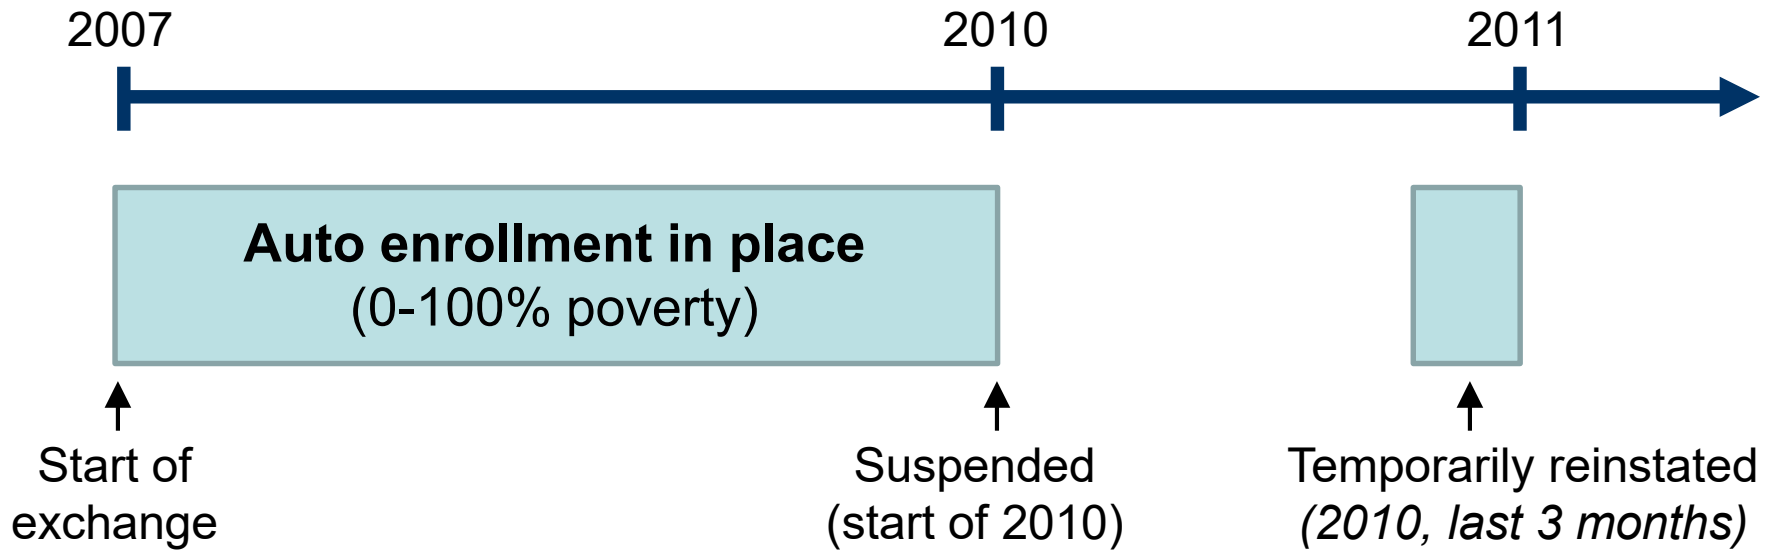 2007
2010
2011
Auto enrollment in place
(0-100% poverty)
Start of
exchange
Suspended
(start of 2010)
Temporarily reinstated
(2010, last 3 months)